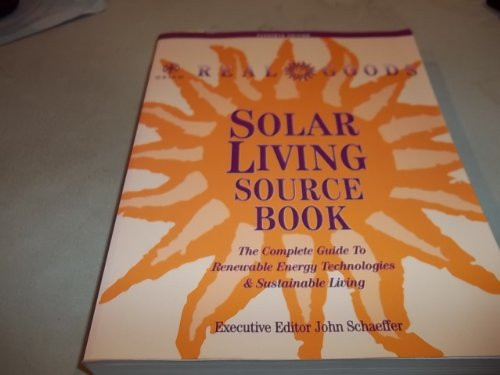 REAL GOODS
SOLAR
LIVING
SOURCE
BOOK
The Complete Guide To
Renewable Energy Technologies
& Sustainable Living
Executive Editor John Schaeffer